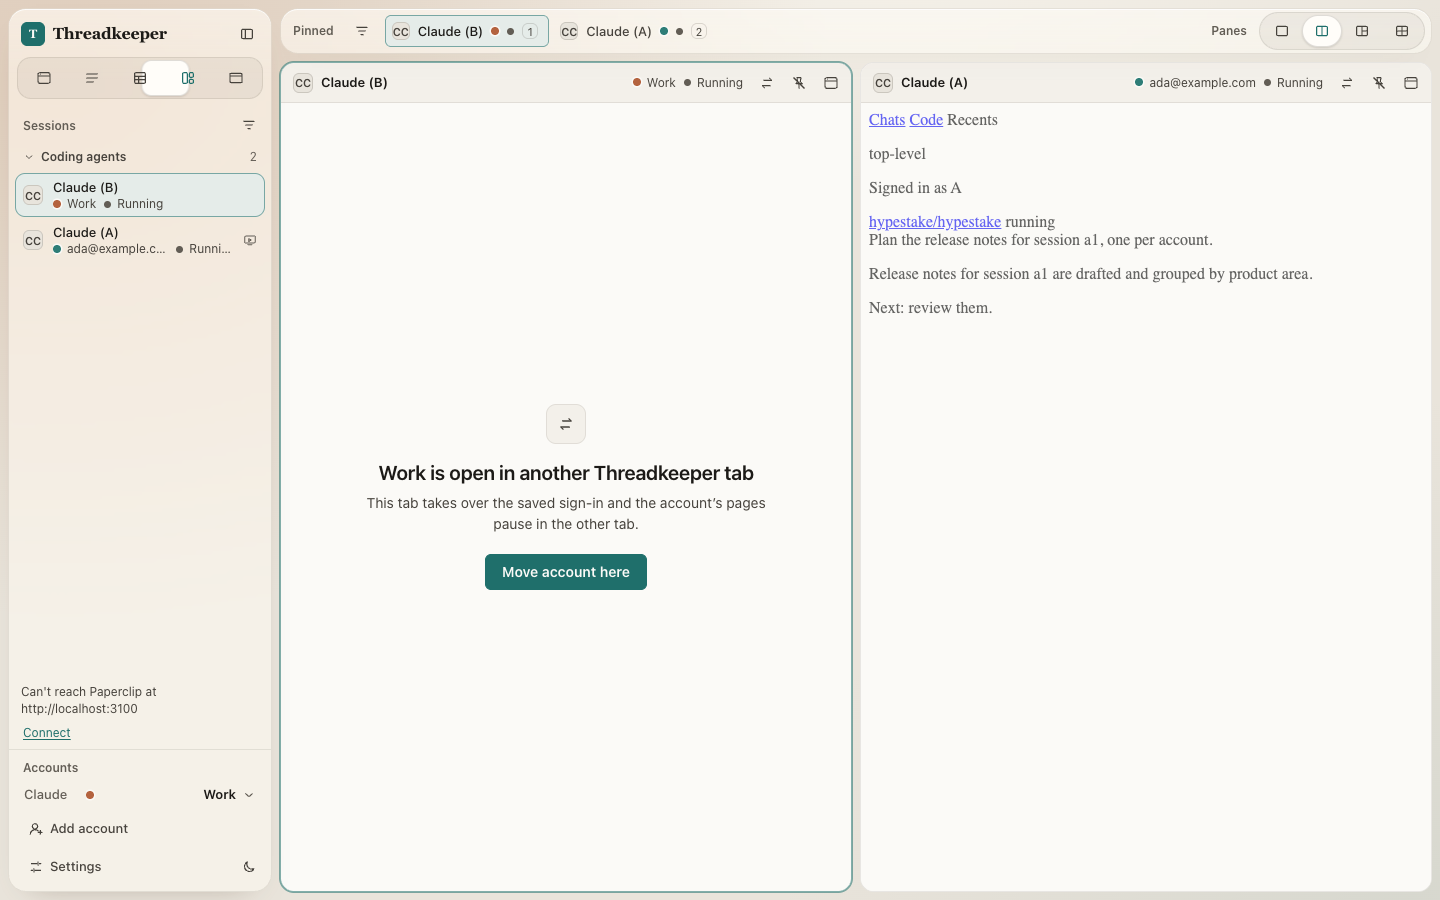 T Threadkeeper
Sessions
Coding agents 2
CC Claude (B)
Work Running
CC Claude (A)
ada@example.c... Runni...
Can't reach Paperclip at
http://localhost:3100
Connect
Accounts
Claude Work
Add account
Settings
Pinned CC Claude (B) 1 CC Claude (A) 2 Panes
CC Claude (B) Work Running
Work is open in another Threadkeeper tab
This tab takes over the saved sign-in and the account’s pages
pause in the other tab.
Move account here
CC Claude (A) ada@example.com Running
Chats Code Recents
top-level
Signed in as A
hypestake/hypestake running
Plan the release notes for session a1, one per account.
Release notes for session a1 are drafted and grouped by product area.
Next: review them.